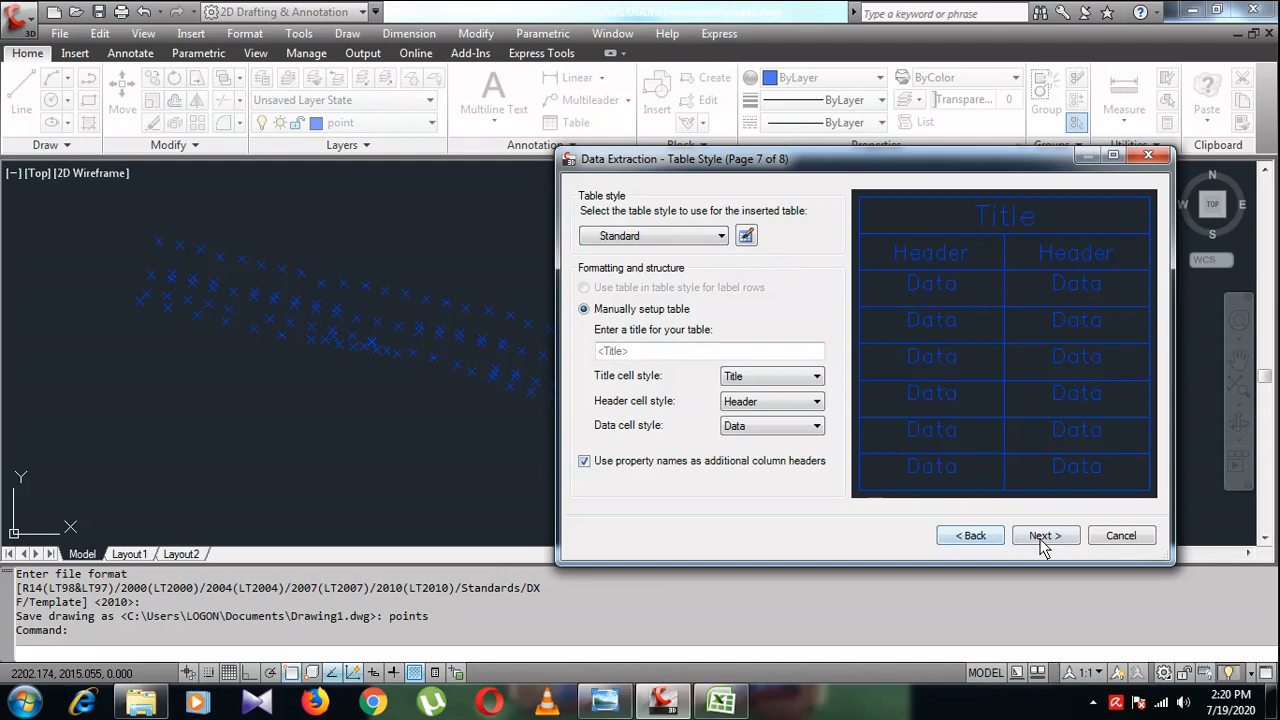 3D
2D Drafting & Annotation
Type a keyword or phrase
File Edit View Insert Format Tools Draw Dimension Modify Parametric Window Help Express
Home Insert Annotate Parametric View Manage Output Online Add-Ins Express Tools
Line
Move
Unsaved Layer State
point
Multiline Text
Linear
Multileader
Table
Insert
Create
Edit
ByLayer
ByLayer
ByLayer
ByColor
Transpare... 0
List
Group
Measure
Paste
Draw
Modify
Layers
Annotation
Clipboard
[−] [Top] [2D Wireframe]
N
W TOP E
S
WCS
Data Extraction - Table Style (Page 7 of 8)
Table style
Select the table style to use for the inserted table:
Standard
Formatting and structure
Use table in table style for label rows
Manually setup table
Enter a title for your table:
<Title>
Title cell style: Title
Header cell style: Header
Data cell style: Data
Use property names as additional column headers
Title
Header Header
Data Data
Data Data
Data Data
Data Data
Data Data
Data Data
< Back Next > Cancel
Y
X
Model Layout1 Layout2
Enter file format
[R14(LT98&LT97)/2000(LT2000)/2004(LT2004)/2007(LT2007)/2010(LT2010)/Standards/DX
F/Template] <2010>:
Save drawing as <C:\Users\LOGON\Documents\Drawing1.dwg>: points
Command:
2202.174, 2015.055, 0.000
MODEL
1:1
2:20 PM
7/19/2020